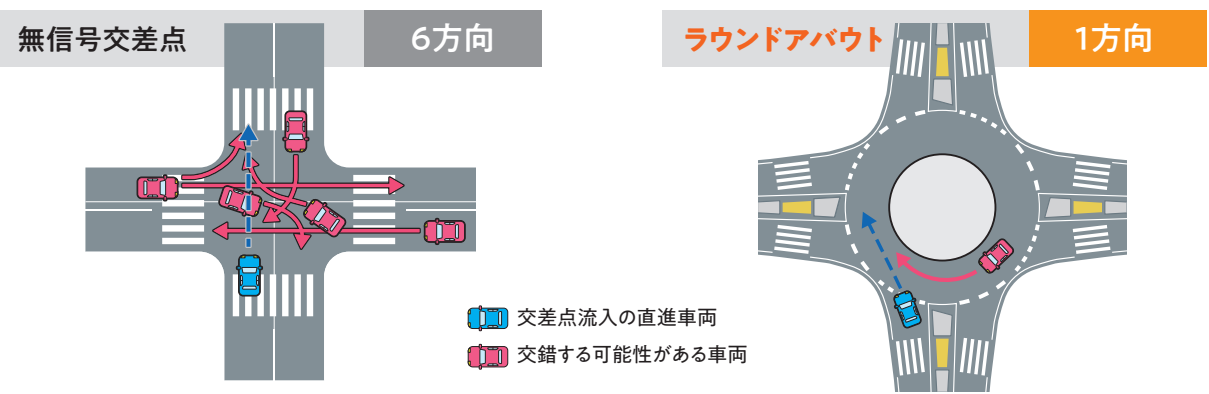 無信号交差点
6方向
ラウンドアバウト
1方向
交差点流入の直進車両
交錯する可能性がある車両